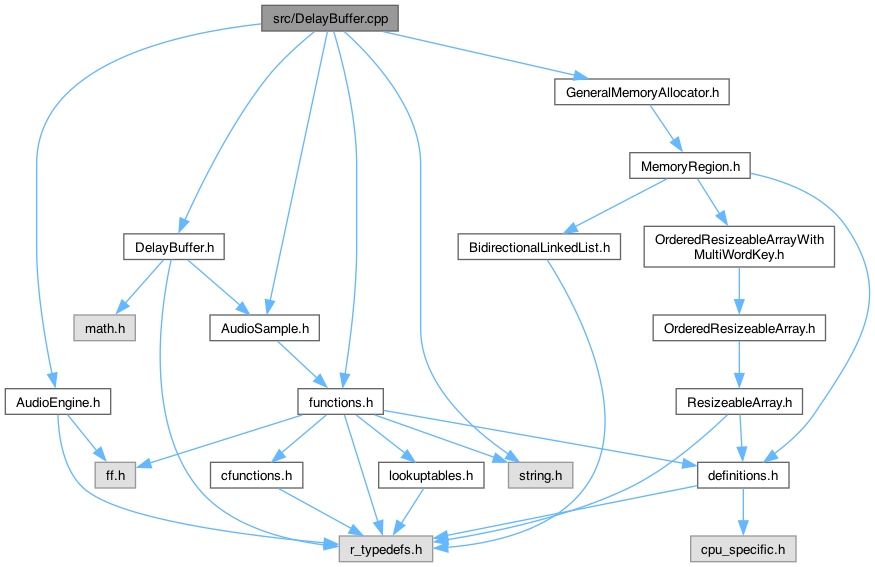 src/DelayBuffer.cpp
GeneralMemoryAllocator.h
MemoryRegion.h
DelayBuffer.h
BidirectionalLinkedList.h
OrderedResizeableArrayWith
MultiWordKey.h
math.h
AudioSample.h
OrderedResizeableArray.h
AudioEngine.h
functions.h
ResizeableArray.h
ff.h
cfunctions.h
lookuptables.h
string.h
definitions.h
r_typedefs.h
cpu_specific.h